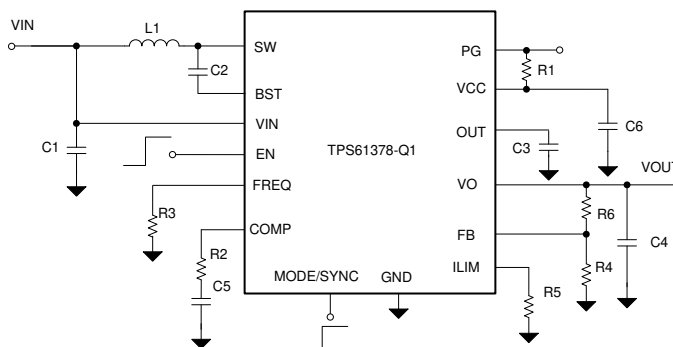 VIN
L1
C2
C1
SW
BST
VIN
EN
FREQ
COMP
R3
R2
C5
MODE/SYNC
GND
TPS61378-Q1
PG
VCC
OUT
VO
FB
ILIM
R1
C6
C3
VOUT
R6
C4
R4
R5